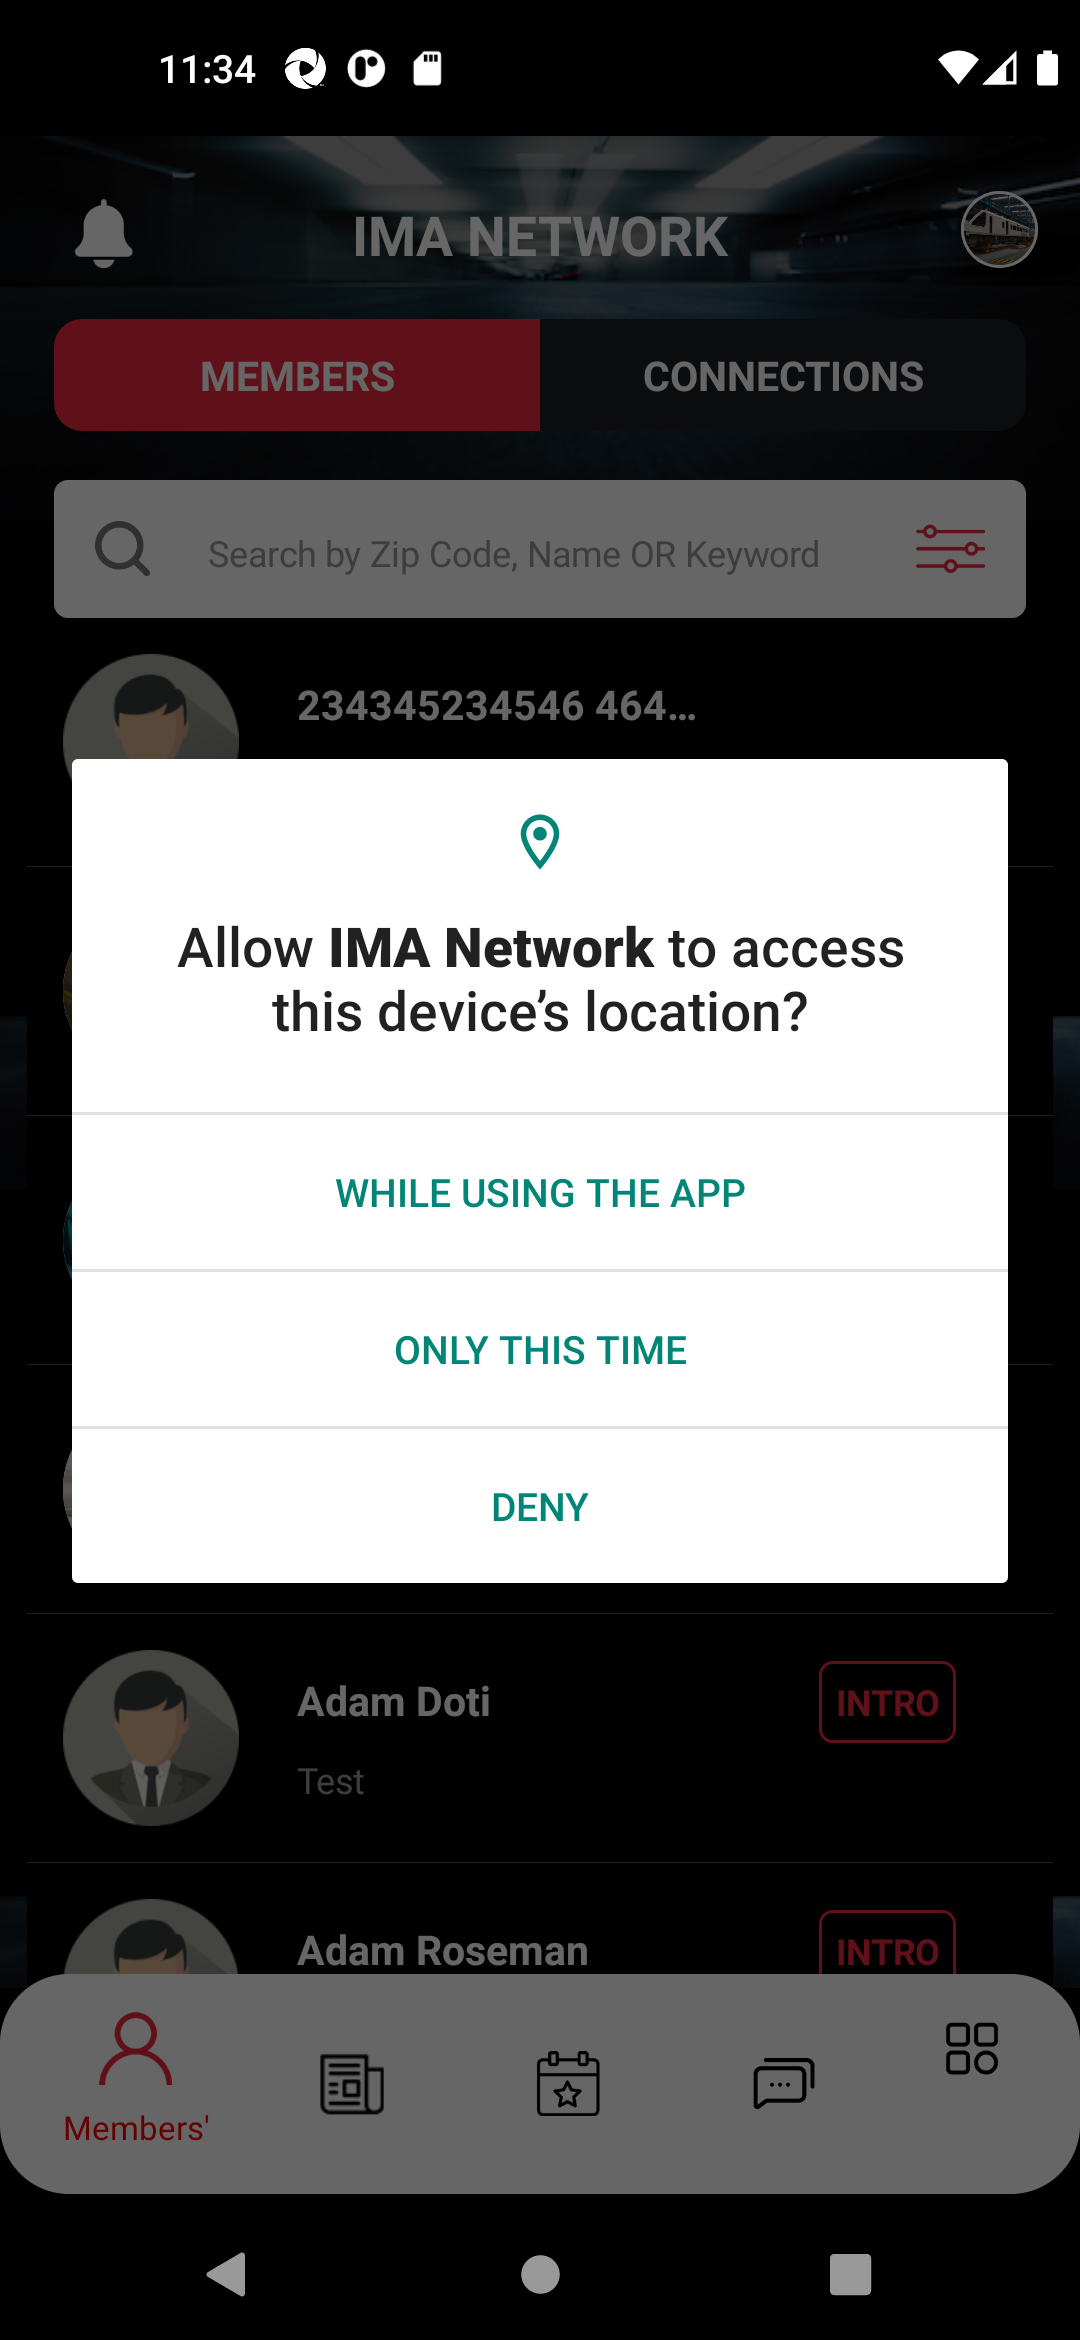 11:34
IMA NETWORK
MEMBERS
CONNECTIONS
Search by Zip Code, Name OR Keyword
234345234546 464...
Allow IMA Network to access
this device's location?
WHILE USING THE APP
ONLY THIS TIME
DENY
Adam Doti
INTRO
Test
Adam Roseman
INTRO
Members'